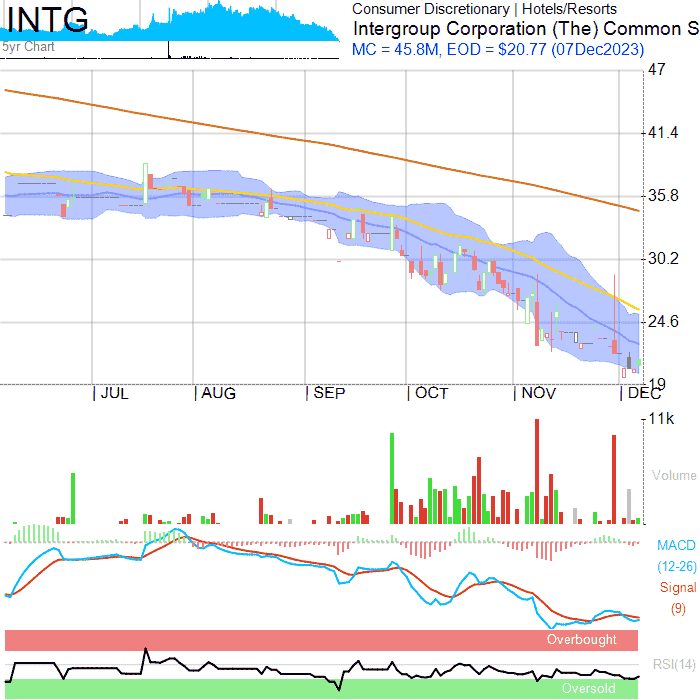 INTG
Consumer Discretionary | Hotels/Resorts
Intergroup Corporation (The) Common S
MC = 45.8M, EOD = $20.77 (07Dec2023)
5yr Chart
47
41.4
35.8
30.2
24.6
19
JUL
AUG
SEP
OCT
NOV
DEC
11k
Volume
MACD
(12-26)
Signal
(9)
Overbought
RSI(14)
Oversold